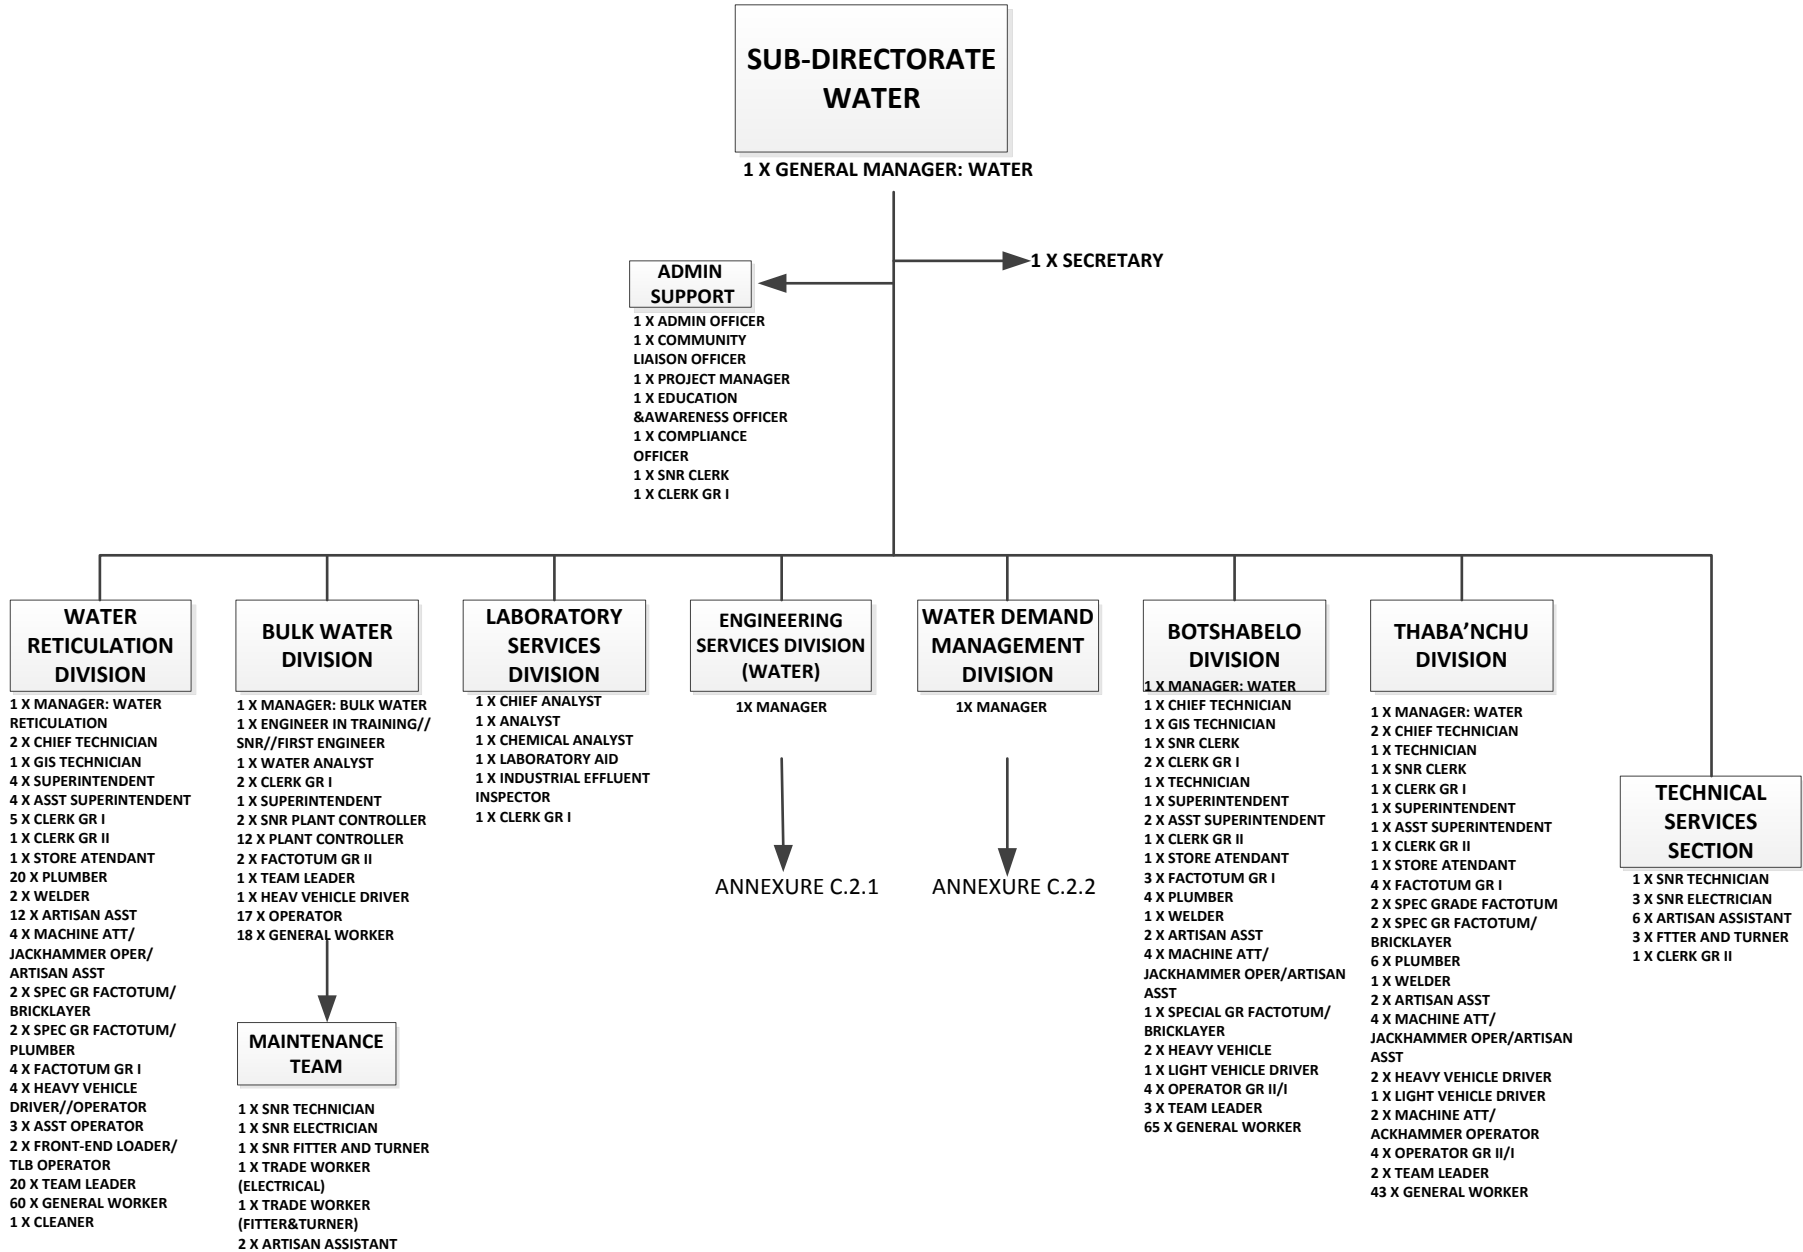 SUB-DIRECTORATE
WATER
1 X GENERAL MANAGER: WATER
1 X SECRETARY
ADMIN
SUPPORT
1 X ADMIN OFFICER
1 X COMMUNITY
LIAISON OFFICER
1 X PROJECT MANAGER
1 X EDUCATION
&AWARENESS OFFICER
1 X COMPLIANCE
OFFICER
1 X SNR CLERK
1 X CLERK GR I
WATER
RETICULATION
DIVISION
1 X MANAGER: WATER
RETICULATION
2 X CHIEF TECHNICIAN
1 X GIS TECHNICIAN
4 X SUPERINTENDENT
4 X ASST SUPERINTENDENT
5 X CLERK GR I
1 X CLERK GR II
1 X STORE ATENDANT
20 X PLUMBER
2 X WELDER
12 X ARTISAN ASST
4 X MACHINE ATT/
JACKHAMMER OPER/
ARTISAN ASST
2 X SPEC GR FACTOTUM/
BRICKLAYER
2 X SPEC GR FACTOTUM/
PLUMBER
4 X FACTOTUM GR I
4 X HEAVY VEHICLE
DRIVER//OPERATOR
3 X ASST OPERATOR
2 X FRONT-END LOADER/
TLB OPERATOR
20 X TEAM LEADER
60 X GENERAL WORKER
1 X CLEANER
BULK WATER
DIVISION
1 X MANAGER: BULK WATER
1 X ENGINEER IN TRAINING//
SNR//FIRST ENGINEER
1 X WATER ANALYST
2 X CLERK GR I
1 X SUPERINTENDENT
2 X SNR PLANT CONTROLLER
12 X PLANT CONTROLLER
2 X FACTOTUM GR II
1 X TEAM LEADER
1 X HEAV VEHICLE DRIVER
17 X OPERATOR
18 X GENERAL WORKER
MAINTENANCE
TEAM
1 X SNR TECHNICIAN
1 X SNR ELECTRICIAN
1 X SNR FITTER AND TURNER
1 X TRADE WORKER
(ELECTRICAL)
1 X TRADE WORKER
(FITTER&TURNER)
2 X ARTISAN ASSISTANT
LABORATORY
SERVICES
DIVISION
1 X CHIEF ANALYST
1 X ANALYST
1 X CHEMICAL ANALYST
1 X LABORATORY AID
1 X INDUSTRIAL EFFLUENT
INSPECTOR
1 X CLERK GR I
ENGINEERING
SERVICES DIVISION
(WATER)
1X MANAGER
ANNEXURE C.2.1
WATER DEMAND
MANAGEMENT
DIVISION
1X MANAGER
ANNEXURE C.2.2
BOTSHABELO
DIVISION
1 X MANAGER: WATER
1 X CHIEF TECHNICIAN
1 X GIS TECHNICIAN
1 X SNR CLERK
2 X CLERK GR I
1 X TECHNICIAN
1 X SUPERINTENDENT
2 X ASST SUPERINTENDENT
1 X CLERK GR II
1 X STORE ATENDANT
3 X FACTOTUM GR I
4 X PLUMBER
1 X WELDER
2 X ARTISAN ASST
4 X MACHINE ATT/
JACKHAMMER OPER/ARTISAN
ASST
1 X SPECIAL GR FACTOTUM/
BRICKLAYER
2 X HEAVY VEHICLE
1 X LIGHT VEHICLE DRIVER
4 X OPERATOR GR II/I
3 X TEAM LEADER
65 X GENERAL WORKER
THABA’NCHU
DIVISION
1 X MANAGER: WATER
2 X CHIEF TECHNICIAN
1 X TECHNICIAN
1 X SNR CLERK
1 X CLERK GR I
1 X SUPERINTENDENT
1 X ASST SUPERINTENDENT
1 X CLERK GR II
1 X STORE ATENDANT
4 X FACTOTUM GR I
2 X SPEC GRADE FACTOTUM
2 X SPEC GR FACTOTUM/
BRICKLAYER
6 X PLUMBER
1 X WELDER
2 X ARTISAN ASST
4 X MACHINE ATT/
JACKHAMMER OPER/ARTISAN
ASST
2 X HEAVY VEHICLE DRIVER
1 X LIGHT VEHICLE DRIVER
2 X MACHINE ATT/
ACKHAMMER OPERATOR
4 X OPERATOR GR II/I
2 X TEAM LEADER
43 X GENERAL WORKER
TECHNICAL
SERVICES
SECTION
1 X SNR TECHNICIAN
3 X SNR ELECTRICIAN
6 X ARTISAN ASSISTANT
3 X FTTER AND TURNER
1 X CLERK GR II